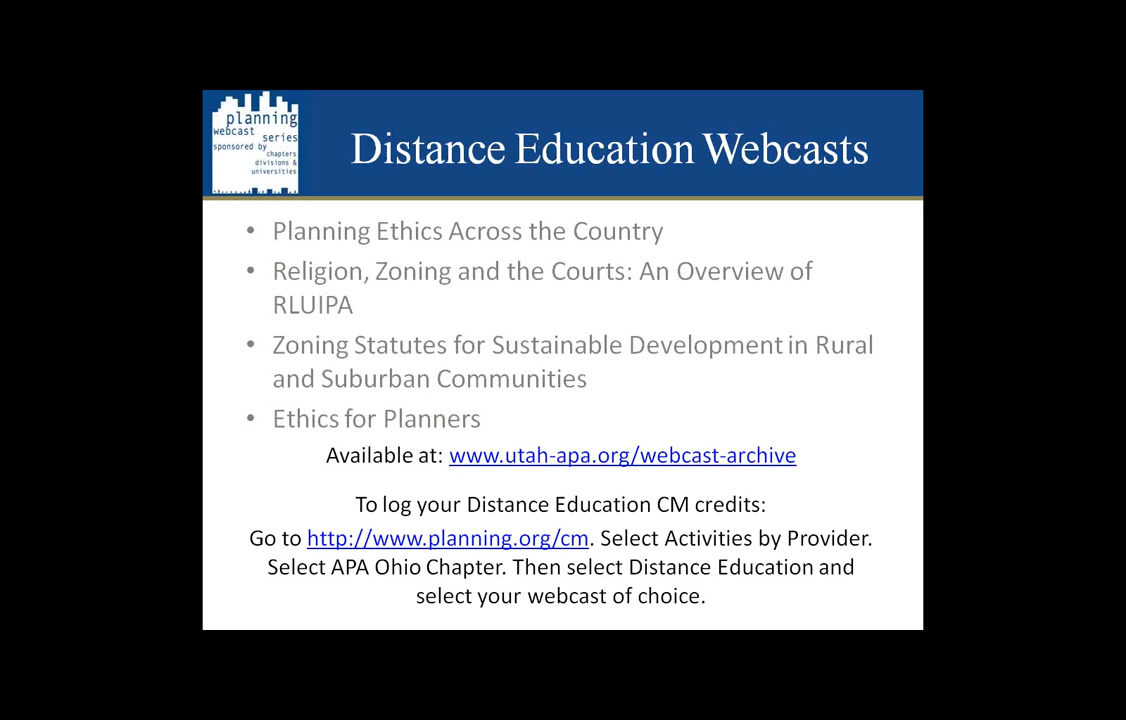 planning
webcast series
sponsored by
chapters
divisions &
universities
Distance Education Webcasts
• Planning Ethics Across the Country
• Religion, Zoning and the Courts: An Overview of
RLUIPA
• Zoning Statutes for Sustainable Development in Rural
and Suburban Communities
• Ethics for Planners
Available at: www.utah-apa.org/webcast-archive
To log your Distance Education CM credits:
Go to http://www.planning.org/cm. Select Activities by Provider.
Select APA Ohio Chapter. Then select Distance Education and
select your webcast of choice.